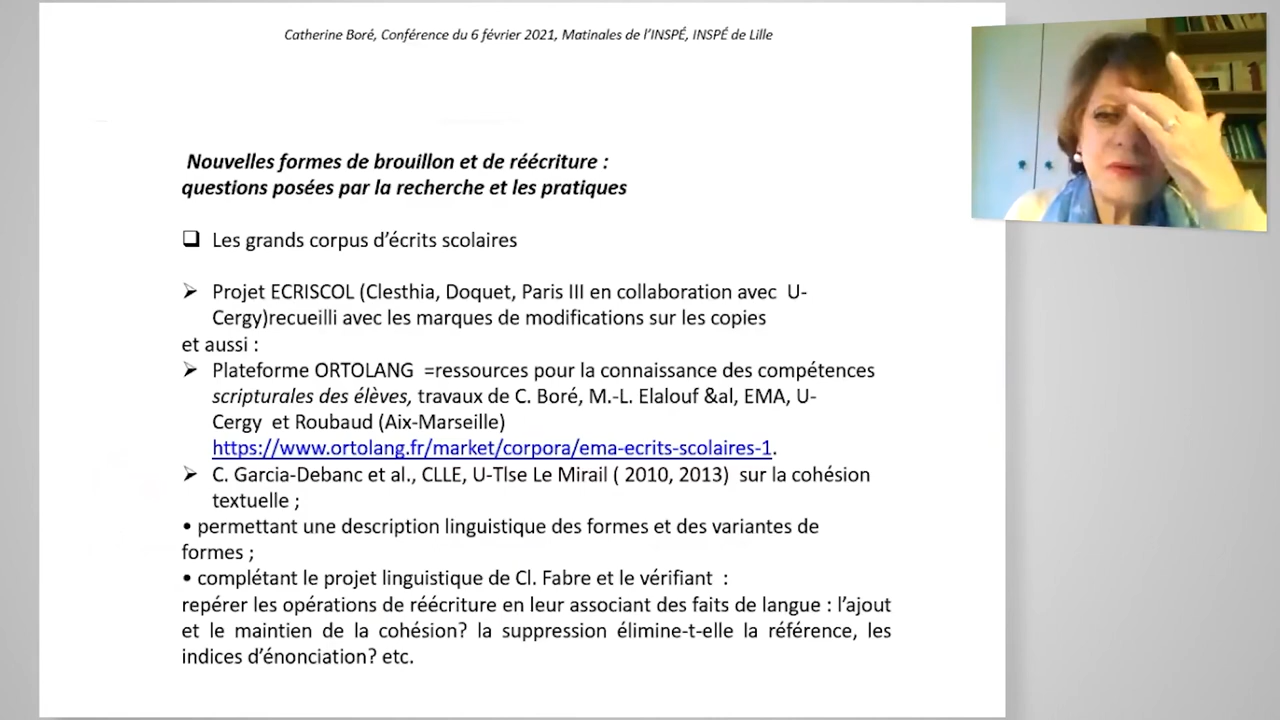 Catherine Boré, Conférence du 6 février 2021, Matinales de l'INSPÉ, INSPÉ de Lille
Nouvelles formes de brouillon et de réécriture :
questions posées par la recherche et les pratiques
❑ Les grands corpus d'écrits scolaires
➢ Projet ECRISCOL (Clesthia, Doquet, Paris III en collaboration avec U-
Cergy)recueilli avec les marques de modifications sur les copies
et aussi :
➢ Plateforme ORTOLANG =ressources pour la connaissance des compétences
scripturales des élèves, travaux de C. Boré, M.-L. Elalouf &al, EMA, U-
Cergy et Roubaud (Aix-Marseille)
https://www.ortolang.fr/market/corpora/ema-ecrits-scolaires-1.
➢ C. Garcia-Debanc et al., CLLE, U-Tlse Le Mirail ( 2010, 2013) sur la cohésion
textuelle ;
• permettant une description linguistique des formes et des variantes de
formes ;
• complétant le projet linguistique de Cl. Fabre et le vérifiant :
repérer les opérations de réécriture en leur associant des faits de langue : l'ajout
et le maintien de la cohésion? la suppression élimine-t-elle la référence, les
indices d'énonciation? etc.